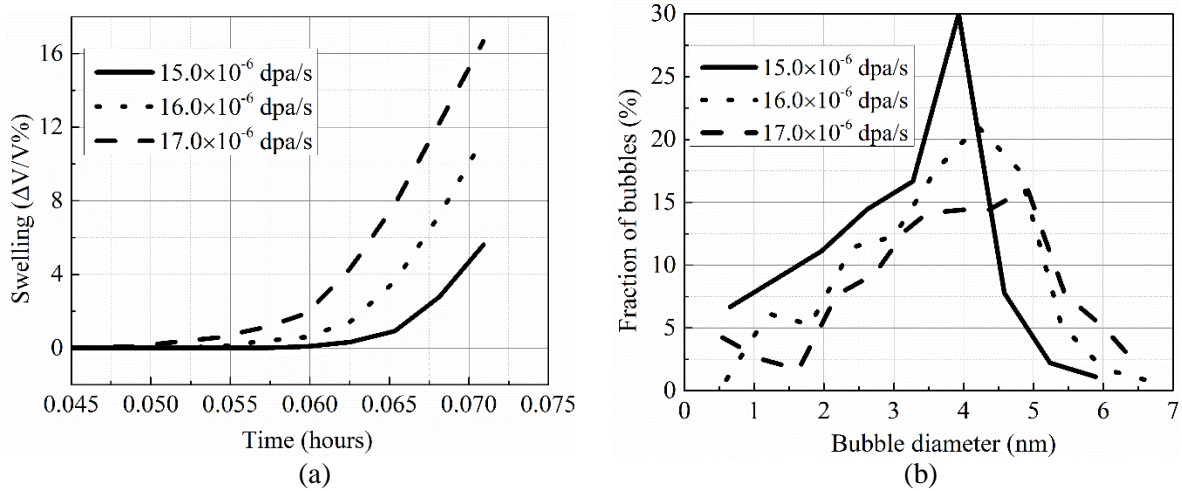 16
12
8
4
0
Swelling (ΔV/V%)
15.0×10⁻⁶ dpa/s
16.0×10⁻⁶ dpa/s
17.0×10⁻⁶ dpa/s
0.045 0.050 0.055 0.060 0.065 0.070 0.075
Time (hours)
(a)
30
25
20
15
10
5
0
Fraction of bubbles (%)
15.0×10⁻⁶ dpa/s
16.0×10⁻⁶ dpa/s
17.0×10⁻⁶ dpa/s
0 1 2 3 4 5 6 7
Bubble diameter (nm)
(b)